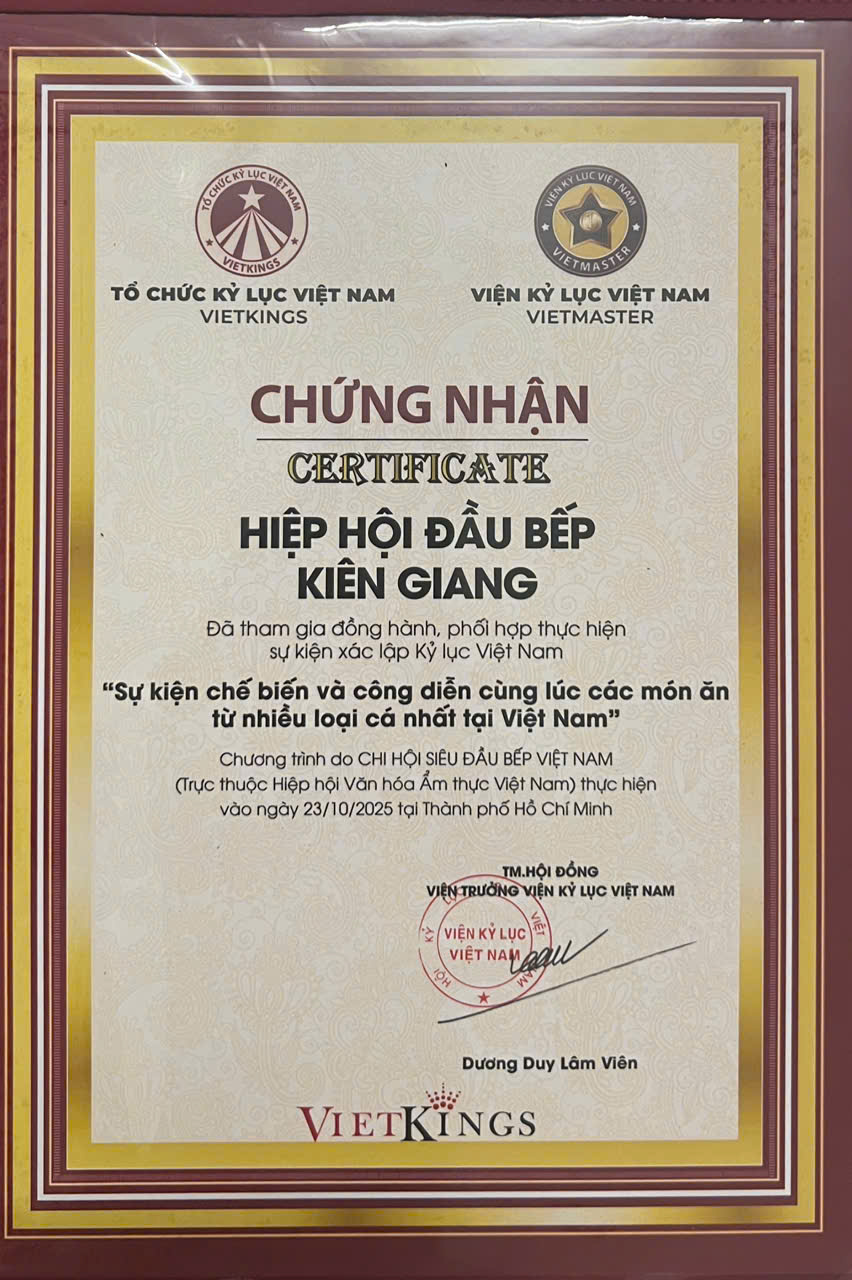 TỔ CHỨC KỶ LỤC VIỆT NAM
VIETKINGS
VIỆN KỶ LỤC VIỆT NAM
VIETMASTER
TỔ CHỨC KỶ LỤC VIỆT NAM
VIETKINGS
VIỆN KỶ LỤC VIỆT NAM
VIETMASTER
CHỨNG NHẬN
CERTIFICATE
HIỆP HỘI ĐẦU BẾP
KIÊN GIANG
Đã tham gia đồng hành, phối hợp thực hiện
sự kiện xác lập Kỷ lục Việt Nam
“Sự kiện chế biến và công diễn cùng lúc các món ăn
từ nhiều loại cá nhất tại Việt Nam”
Chương trình do CHI HỘI SIÊU ĐẦU BẾP VIỆT NAM
(Trực thuộc Hiệp hội Văn hóa Ẩm thực Việt Nam) thực hiện
vào ngày 23/10/2025 tại Thành phố Hồ Chí Minh
TM.HỘI ĐỒNG
VIỆN TRƯỞNG VIỆN KỶ LỤC VIỆT NAM
HỘI KỶ LỤC VIỆT NAM
VIỆN KỶ LỤC
VIỆT NAM
Dương Duy Lâm Viên
VIETKINGS